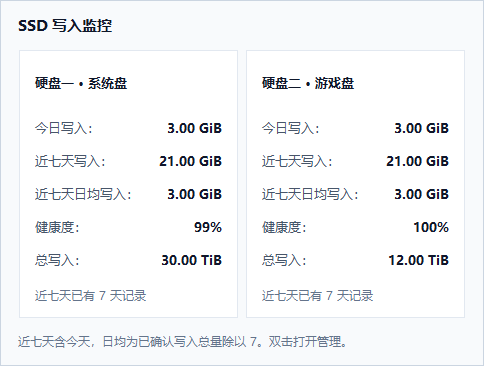 SSD 写入监控
硬盘一 • 系统盘
今日写入： 3.00 GiB
近七天写入： 21.00 GiB
近七天日均写入： 3.00 GiB
健康度： 99%
总写入： 30.00 TiB
近七天已有 7 天记录
硬盘二 • 游戏盘
今日写入： 3.00 GiB
近七天写入： 21.00 GiB
近七天日均写入： 3.00 GiB
健康度： 100%
总写入： 12.00 TiB
近七天已有 7 天记录
近七天含今天，日均为已确认写入总量除以 7。双击打开管理。